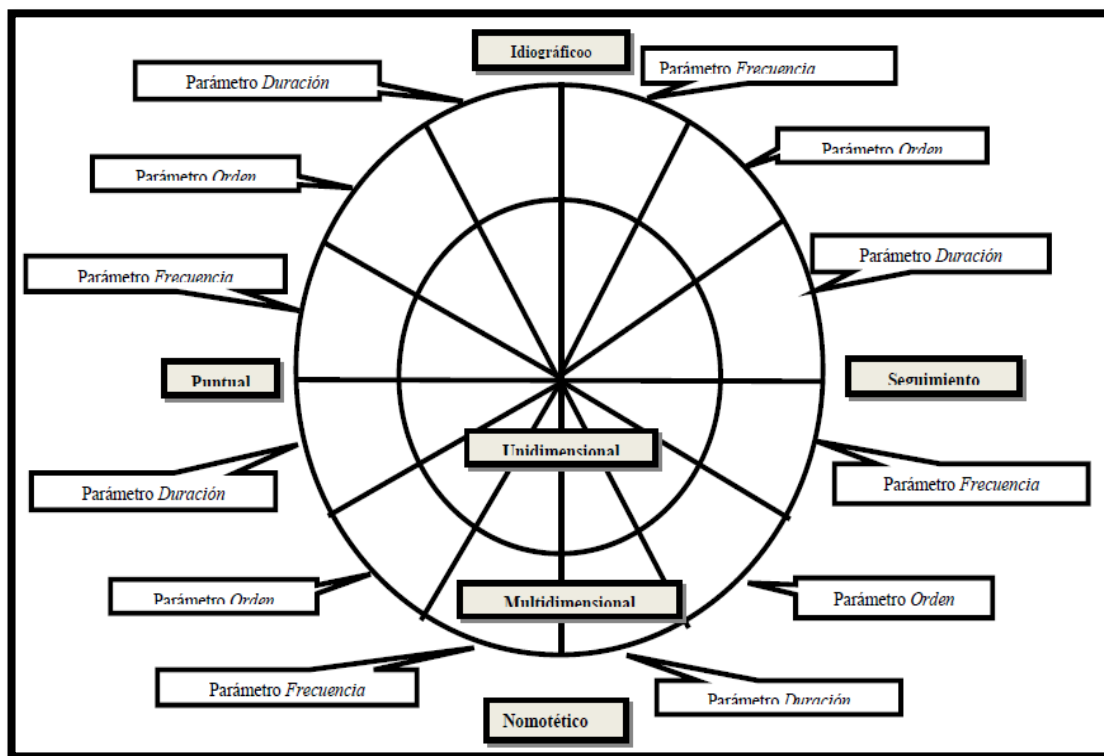 Idiográfico
Parámetro Duración
Parámetro Frecuencia
Parámetro Orden
Parámetro Orden
Parámetro Duración
Parámetro Frecuencia
Puntual
Seguimiento
Unidimensional
Parámetro Duración
Parámetro Frecuencia
Parámetro Orden
Multidimensional
Parámetro Orden
Parámetro Frecuencia
Parámetro Duración
Nomotético